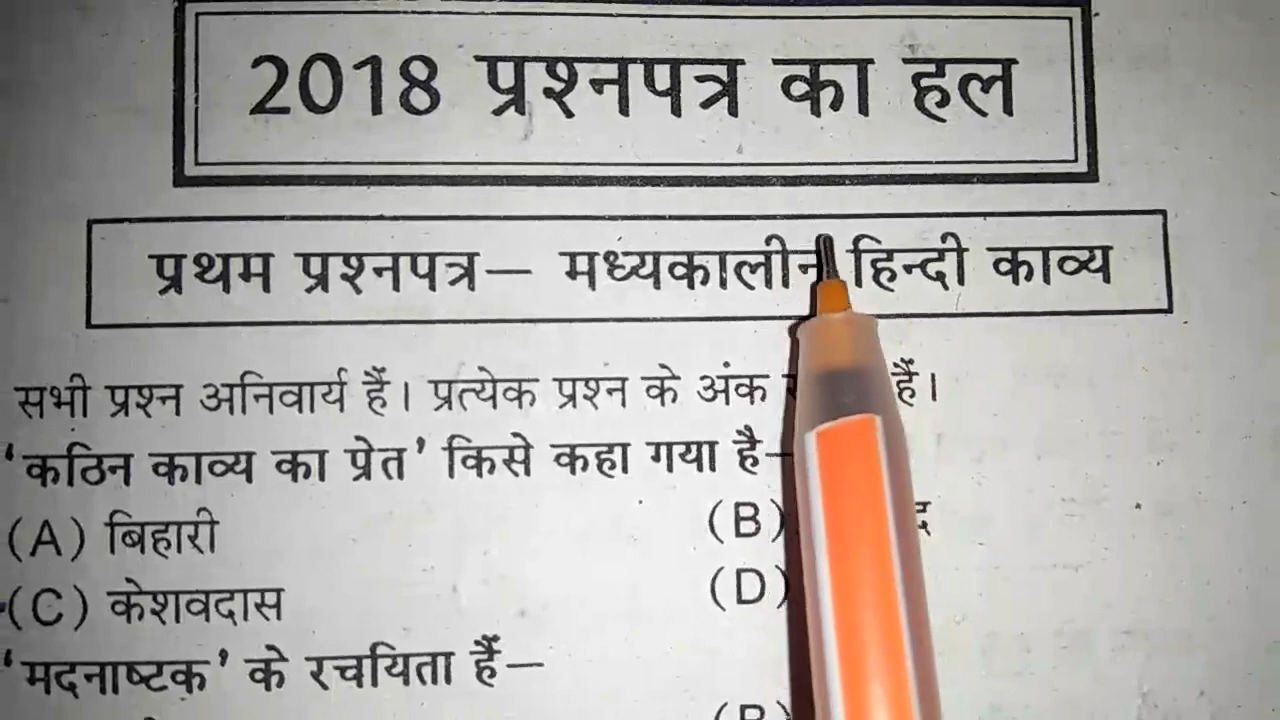 2018 प्रश्नपत्र का हल
प्रथम प्रश्नपत्र— मध्यकालीन हिन्दी काव्य
सभी प्रश्न अनिवार्य हैं। प्रत्येक प्रश्न के अंक हैं।
‘कठिन काव्य का प्रेत’ किसे कहा गया है—
(A) बिहारी (B)
(C) केशवदास (D)
‘मदनाष्टक’ के रचयिता हैं—
(B)